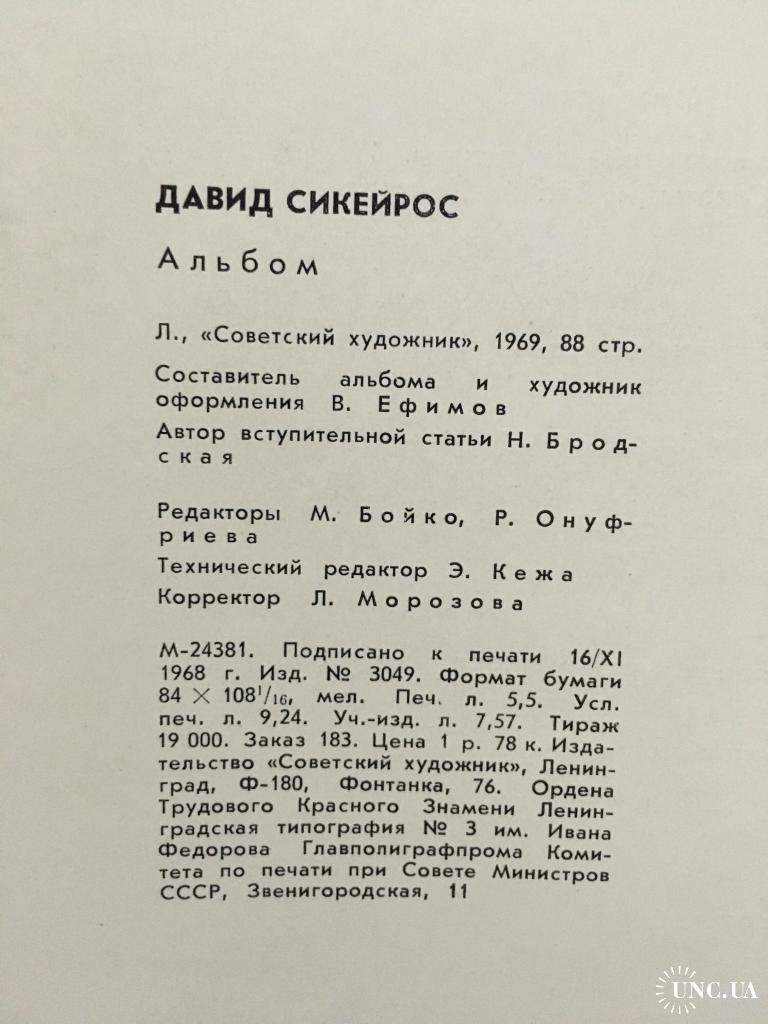 ДАВИД СИКЕЙРОС
Альбом
Л., «Советский художник», 1969, 88 стр.
Составитель альбома и художник
оформления В. Ефимов
Автор вступительной статьи Н. Брод-
ская
Редакторы М. Бойко, Р. Онуф-
риева
Технический редактор Э. Кежа
Корректор Л. Морозова
М-24381. Подписано к печати 16/XI
1968 г. Изд. № 3049. Формат бумаги
84 × 108¹/₁₆, мел. Печ. л. 5,5. Усл.
печ. л. 9,24. Уч.-изд. л. 7,57. Тираж
19 000. Заказ 183. Цена 1 р. 78 к. Изда-
тельство «Советский художник», Ленин-
град, Ф-180, Фонтанка, 76. Ордена
Трудового Красного Знамени Ленин-
градская типография № 3 им. Ивана
Федорова Главполиграфпрома Коми-
тета по печати при Совете Министров
СССР, Звенигородская, 11
UNC.UA